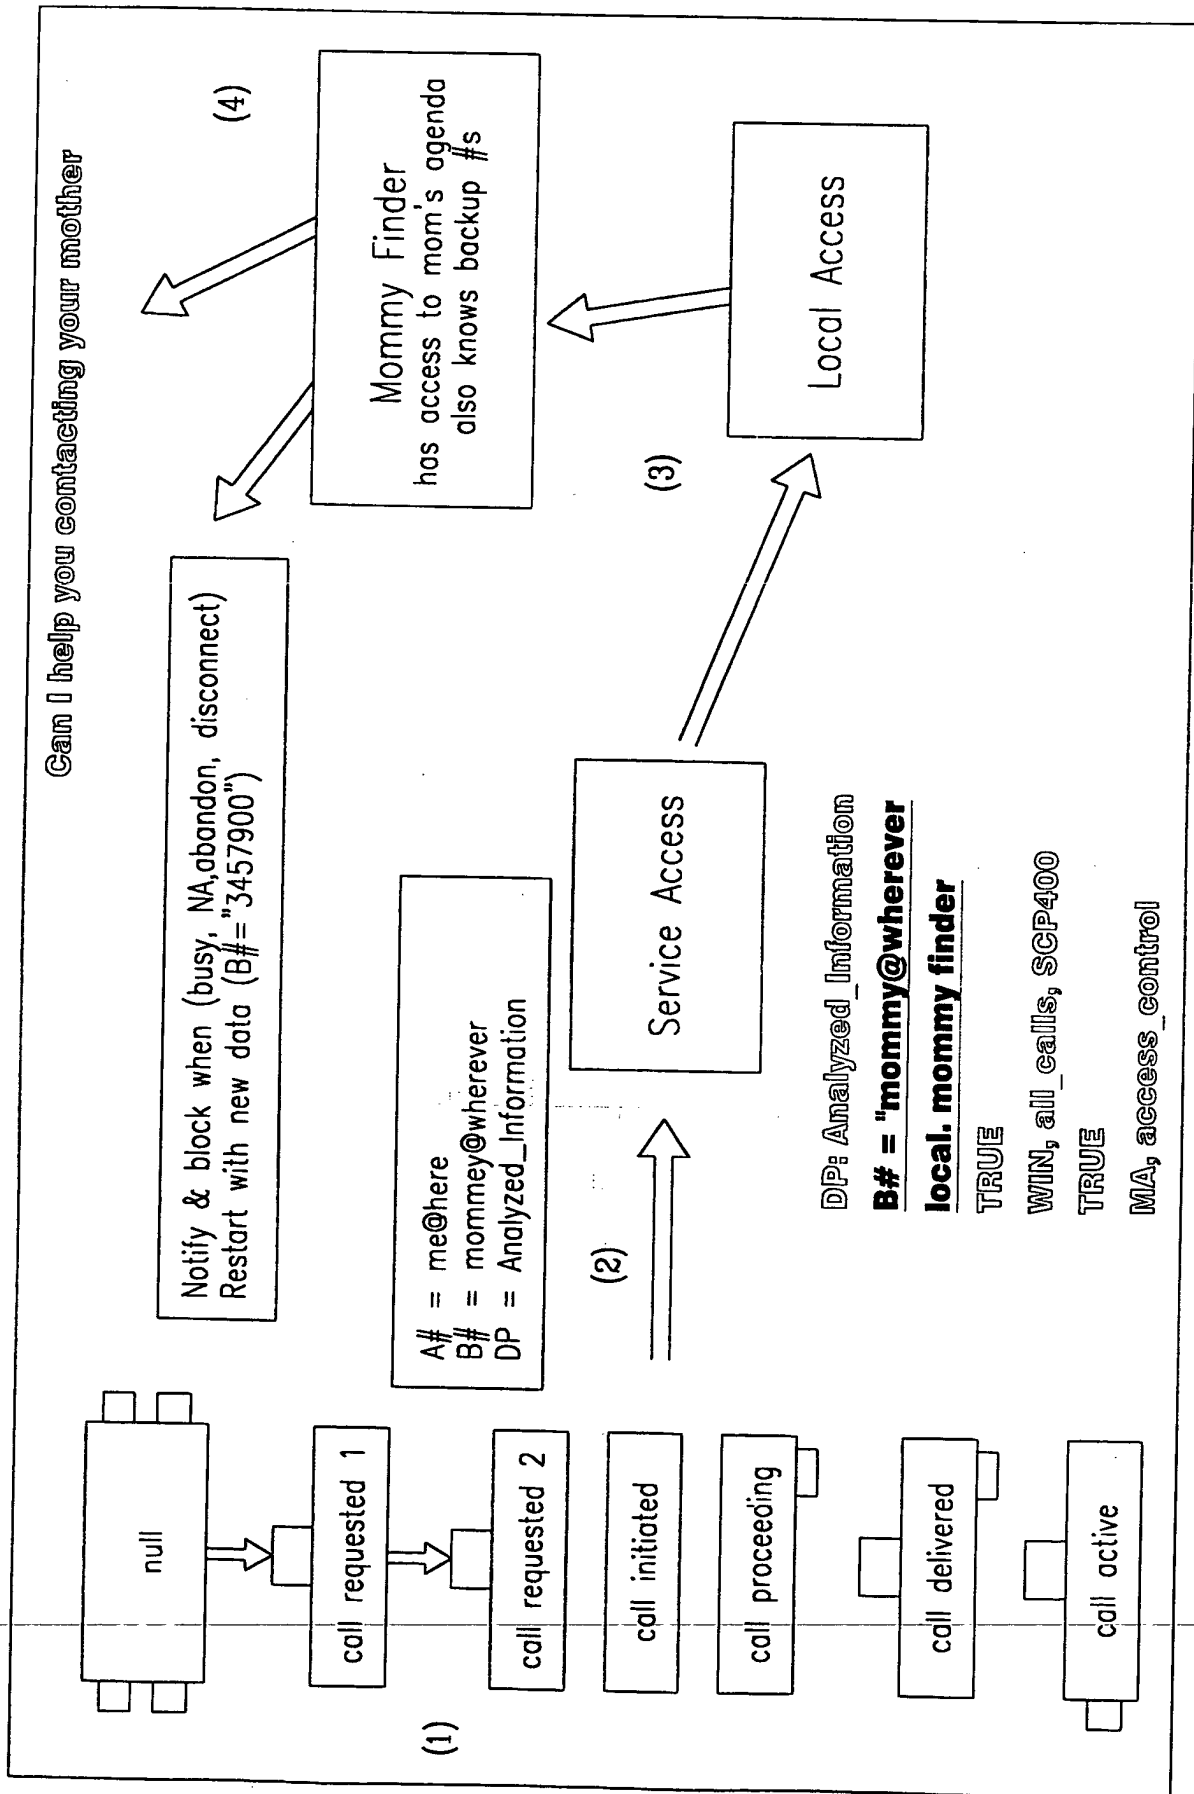 Can I help you contacting your mother
null
call requested 1
call requested 2
call initiated
call proceeding
call delivered
call active
(1)
Notify & block when (busy, NA,abandon, disconnect)
Restart with new data (B#="3457900")
A# = me@here
B# = mommey@wherever
DP = Analyzed_Information
(2)
Service Access
DP: Analyzed_Information
B# = "mommy@wherever
local. mommy finder
TRUE
WIN, all_calls, SCP400
TRUE
MA, access_control
(3)
Local Access
Mommy Finder
has access to mom's agenda
also knows backup #s
(4)